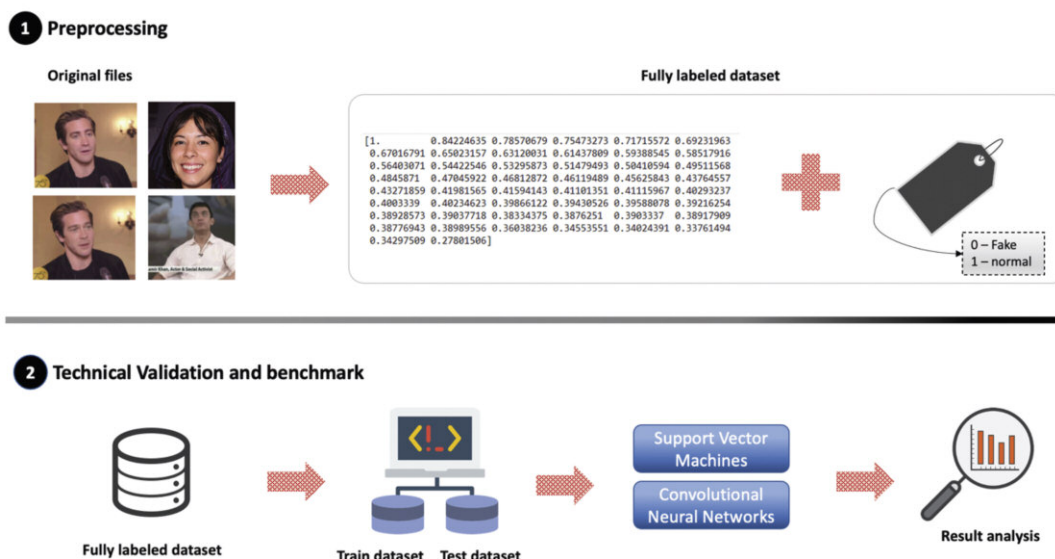 1 Preprocessing
Original files
Fully labeled dataset
[1. 0.84224635 0.78570679 0.75473273 0.71715572 0.69231963
0.67016791 0.65023157 0.63120031 0.61437809 0.59388545 0.58517916
0.56403071 0.54422546 0.53295873 0.51479493 0.50410594 0.49511568
0.4845871 0.47045922 0.46812872 0.46119489 0.45625843 0.43764557
0.43271859 0.41981565 0.41594143 0.41101351 0.41115967 0.40293237
0.4003339 0.40234623 0.39866122 0.39430526 0.39588078 0.39216254
0.38928573 0.39037718 0.38334375 0.3876251 0.3903337 0.38917909
0.38776943 0.38989556 0.36038236 0.34553551 0.34024391 0.33761494
0.34297509 0.27801506]
0 – Fake
1 – normal
Khan, Actor & Social Activist
2 Technical Validation and benchmark
Support Vector
Machines
Convolutional
Neural Networks
Fully labeled dataset
Train dataset Test dataset
Result analysis